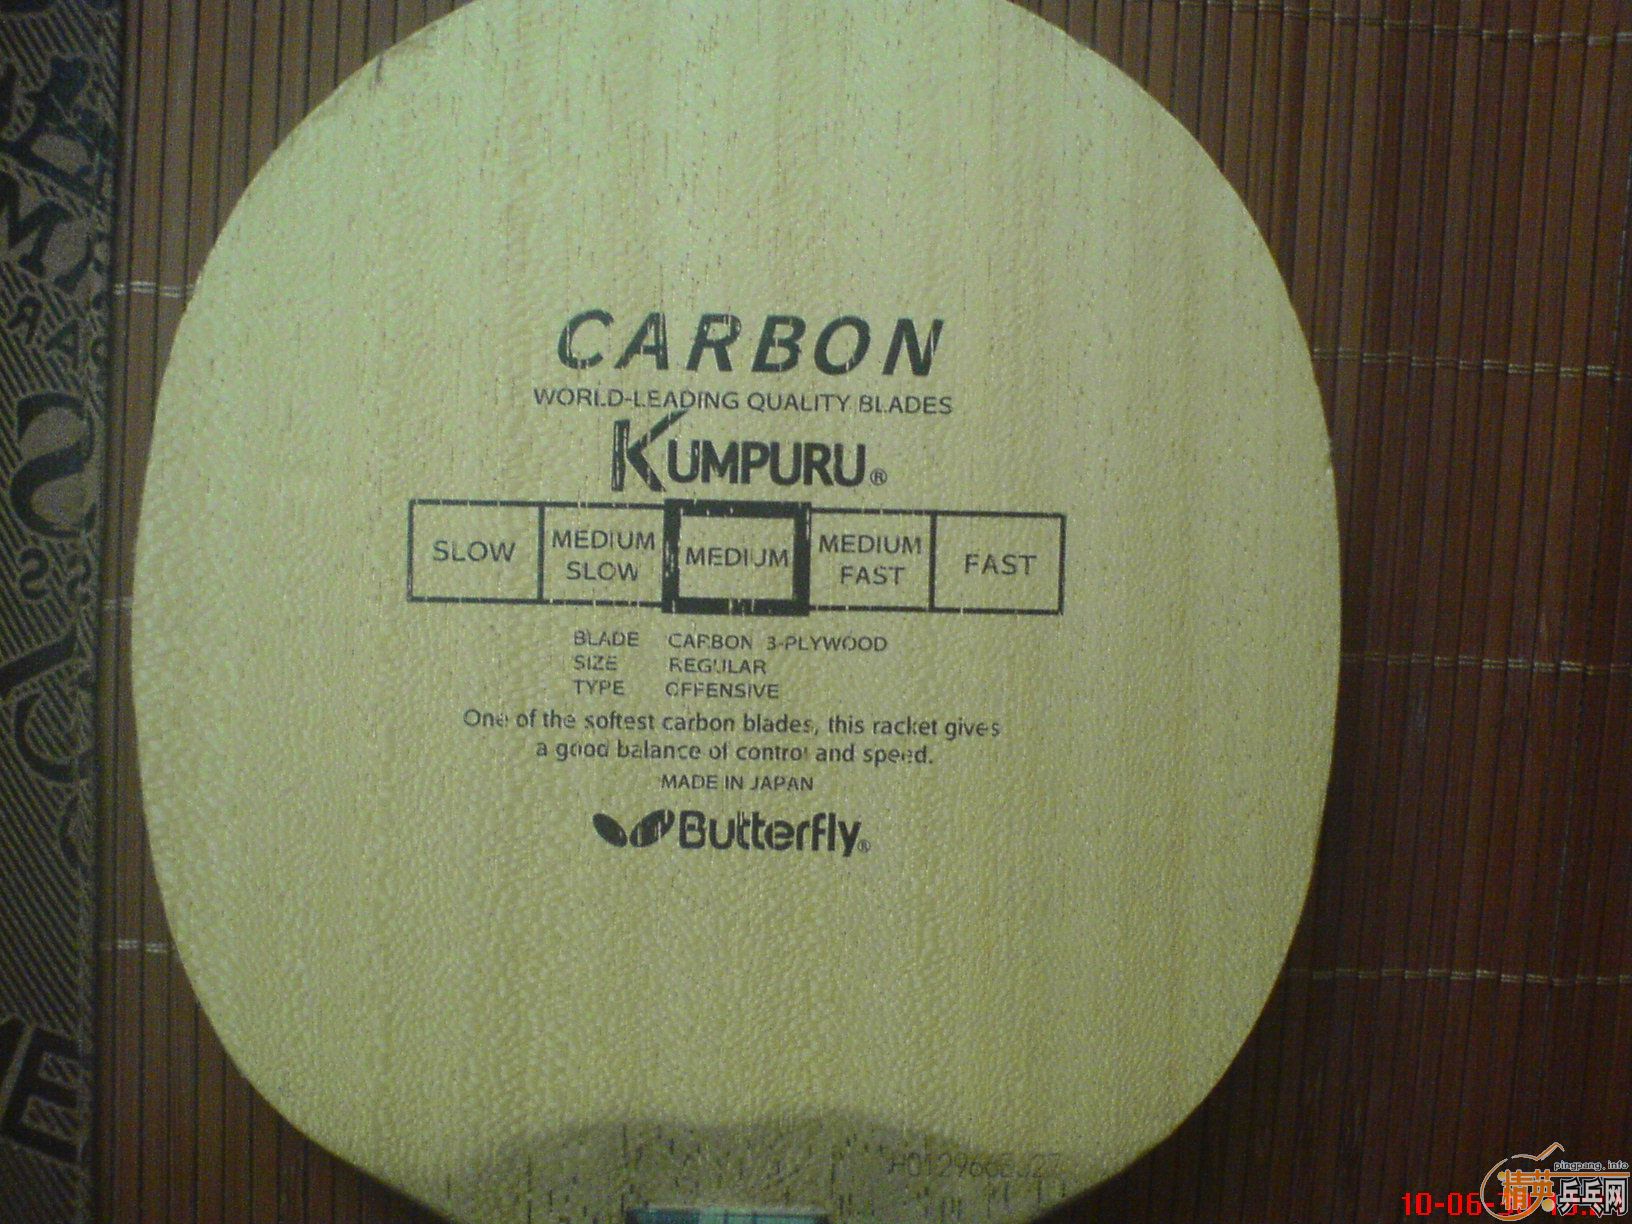 CARBON
WORLD-LEADING QUALITY BLADES
KUMPURU®
SLOW
MEDIUM SLOW
MEDIUM
MEDIUM FAST
FAST
BLADE CARBON 3-PLYWOOD
SIZE REGULAR
TYPE OFFENSIVE
One of the softest carbon blades, this racket gives
a good balance of control and speed.
MADE IN JAPAN
Butterfly®
pingpang.info
精英乒乓网
10-06-